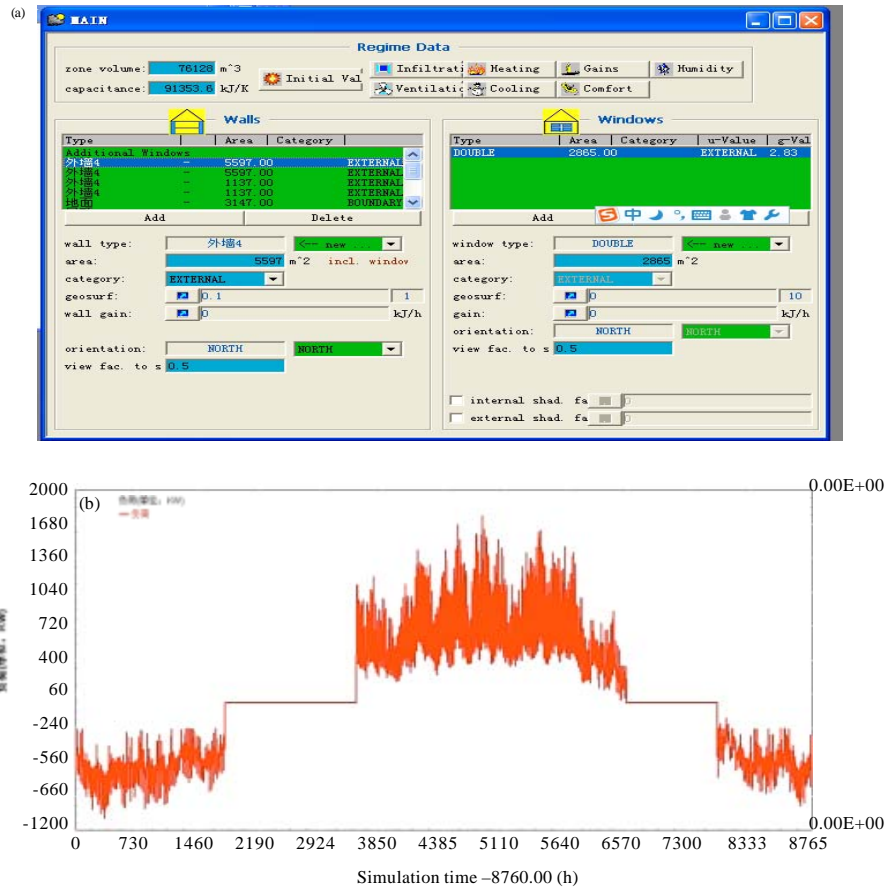 (a)
MAIN
Regime Data
zone volume: 76128 m^3
capacitance: 91353.6 kJ/K
Initial Val
Infiltrati Heating Gains Humidity
Ventilatic Cooling Comfort
Walls
Type Area Category
Additional Windows
外墙4 - 5597.00 EXTERNAL
外墙4 - 5597.00 EXTERNAL
外墙4 - 1137.00 EXTERNAL
外墙4 - 1137.00 EXTERNAL
地面 - 3147.00 BOUNDARY
Add Delete
wall type: 外墙4 <-- new ...
area: 5597 m^2 incl. window
category: EXTERNAL
geosurf: 0.1 1
wall gain: 0 kJ/h
orientation: NORTH NORTH
view fac. to s 0.5
Windows
Type Area Category u-Value g-Val
DOUBLE 2865.00 EXTERNAL 2.83
Add 中
window type: DOUBLE <-- new ...
area: 2865 m^2
category: EXTERNAL
geosurf: 0 10
gain: 0 kJ/h
orientation: NORTH NORTH
view fac. to s 0.5
internal shad. fa 0
external shad. fa 0
(b)
2000
1680
1360
1040
720
400
60
-240
-560
-660
-1200
0.00E+00
0.00E+00
0 730 1460 2190 2924 3850 4385 5110 5640 6570 7300 8333 8765
Simulation time –8760.00 (h)